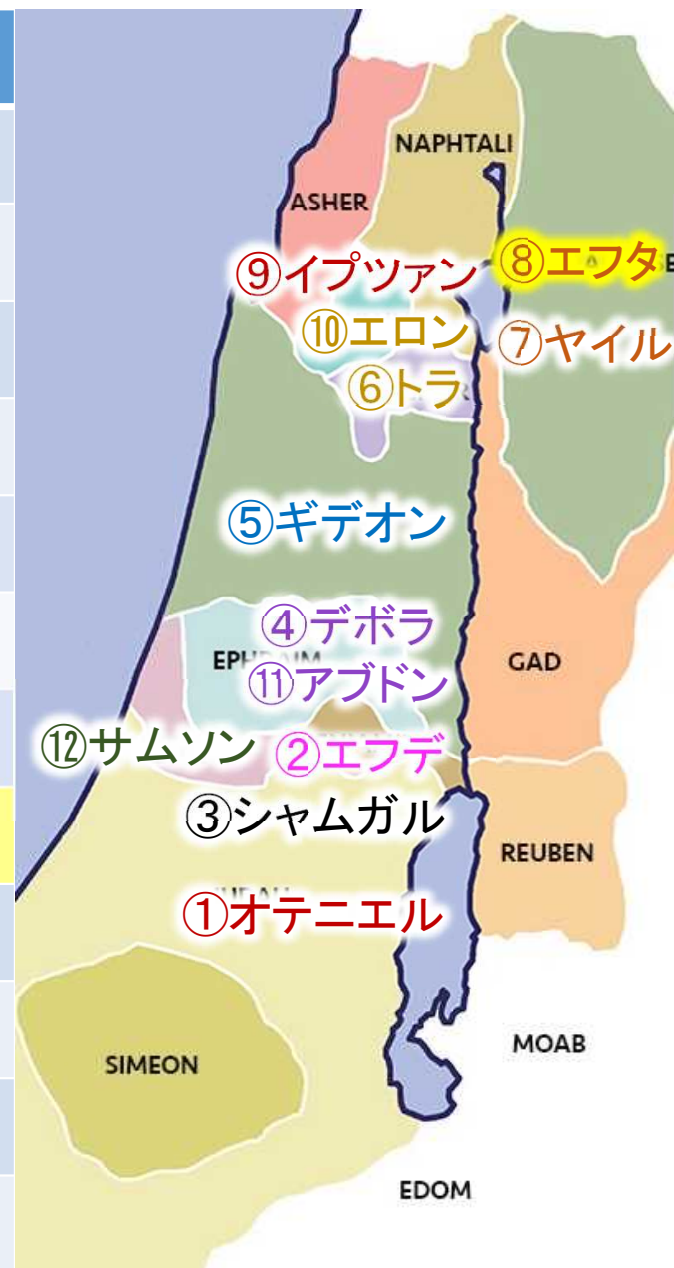 NAPHTALI
ASHER
⑧エフタ
⑨イプツァン
⑩エロン
⑦ヤイル
⑥トラ
⑤ギデオン
④デボラ
GAD
⑪アブドン
⑫サムソン
②エフデ
③シャムガル
REUBEN
①オテニエル
MOAB
SIMEON
EDOM